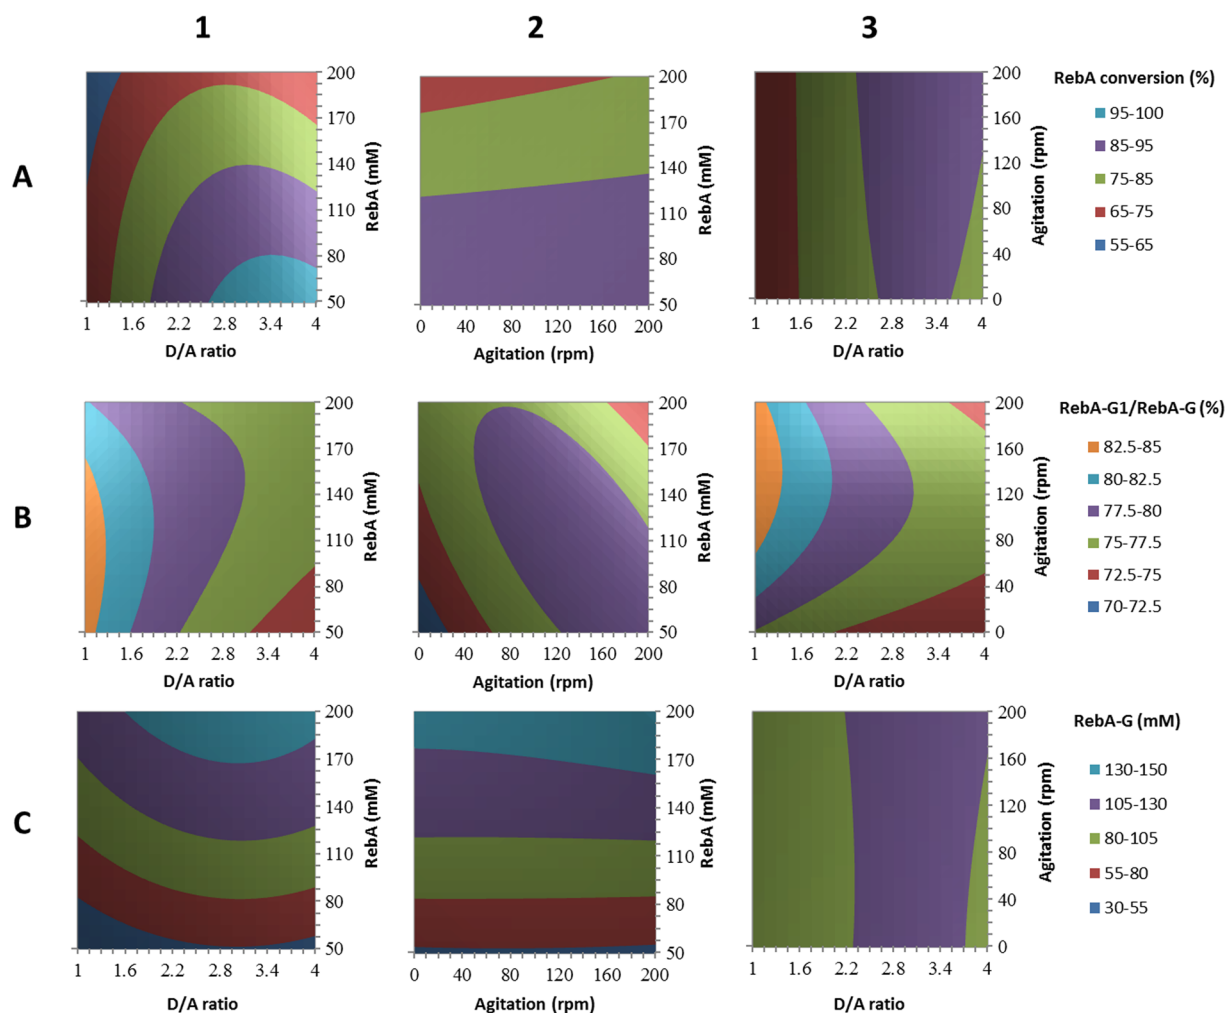 1 2 3
A
200
170
140
110
80
50
RebA (mM)
1 1.6 2.2 2.8 3.4 4
D/A ratio
200
170
140
110
80
50
RebA (mM)
0 40 80 120 160 200
Agitation (rpm)
200
160
120
80
40
0
Agitation (rpm)
1 1.6 2.2 2.8 3.4 4
D/A ratio
RebA conversion (%)
95-100
85-95
75-85
65-75
55-65
B
200
170
140
110
80
50
RebA (mM)
1 1.6 2.2 2.8 3.4 4
D/A ratio
200
170
140
110
80
50
RebA (mM)
0 40 80 120 160 200
Agitation (rpm)
200
160
120
80
40
0
Agitation (rpm)
1 1.6 2.2 2.8 3.4 4
D/A ratio
RebA-G1/RebA-G (%)
82.5-85
80-82.5
77.5-80
75-77.5
72.5-75
70-72.5
C
200
170
140
110
80
50
RebA (mM)
1 1.6 2.2 2.8 3.4 4
D/A ratio
200
170
140
110
80
50
RebA (mM)
0 40 80 120 160 200
Agitation (rpm)
200
160
120
80
40
0
Agitation (rpm)
1 1.6 2.2 2.8 3.4 4
D/A ratio
RebA-G (mM)
130-150
105-130
80-105
55-80
30-55